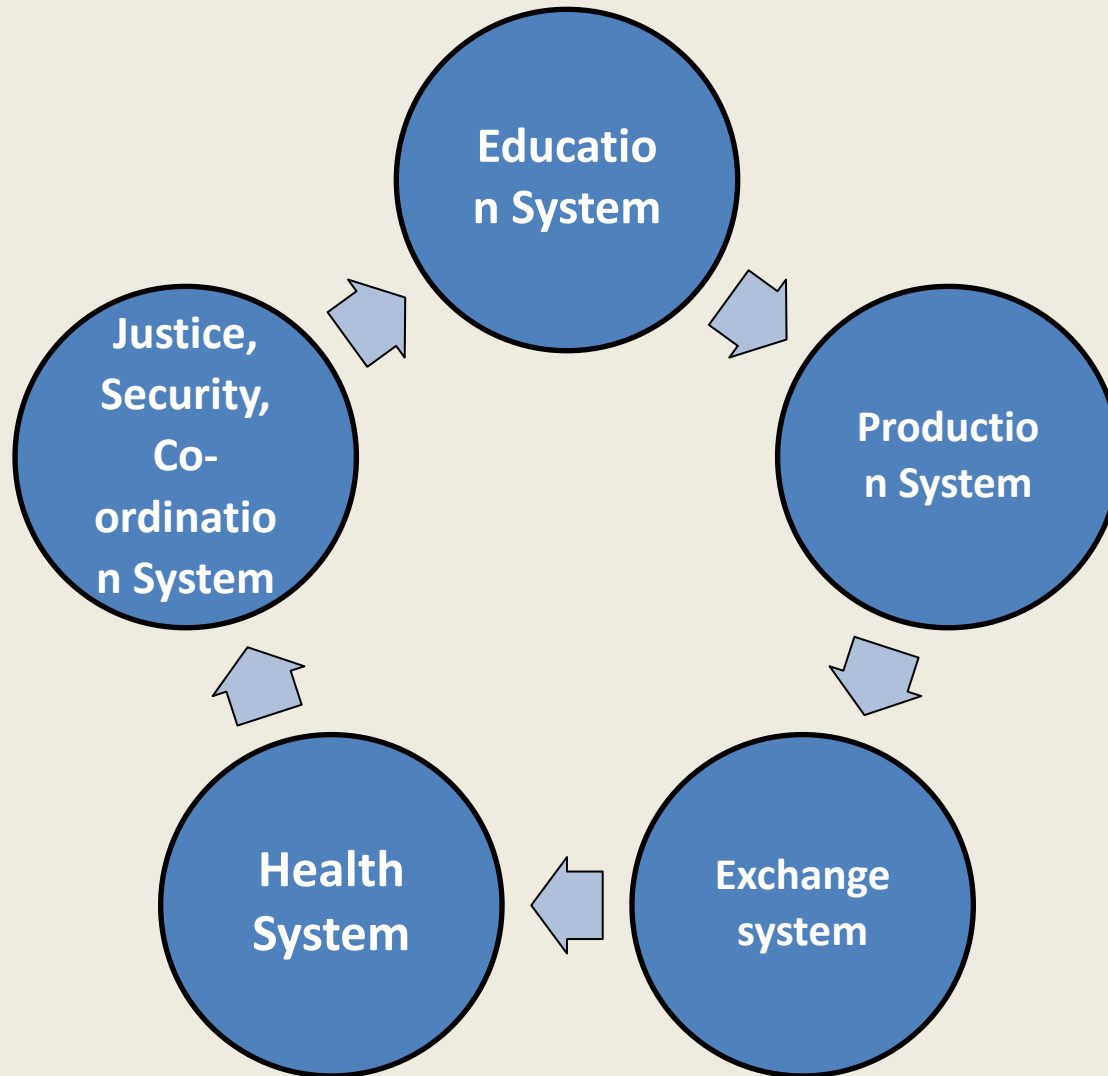 Educatio
n System
Productio
n System
Exchange
system
Health
System
Justice,
Security,
Co-
ordinatio
n System